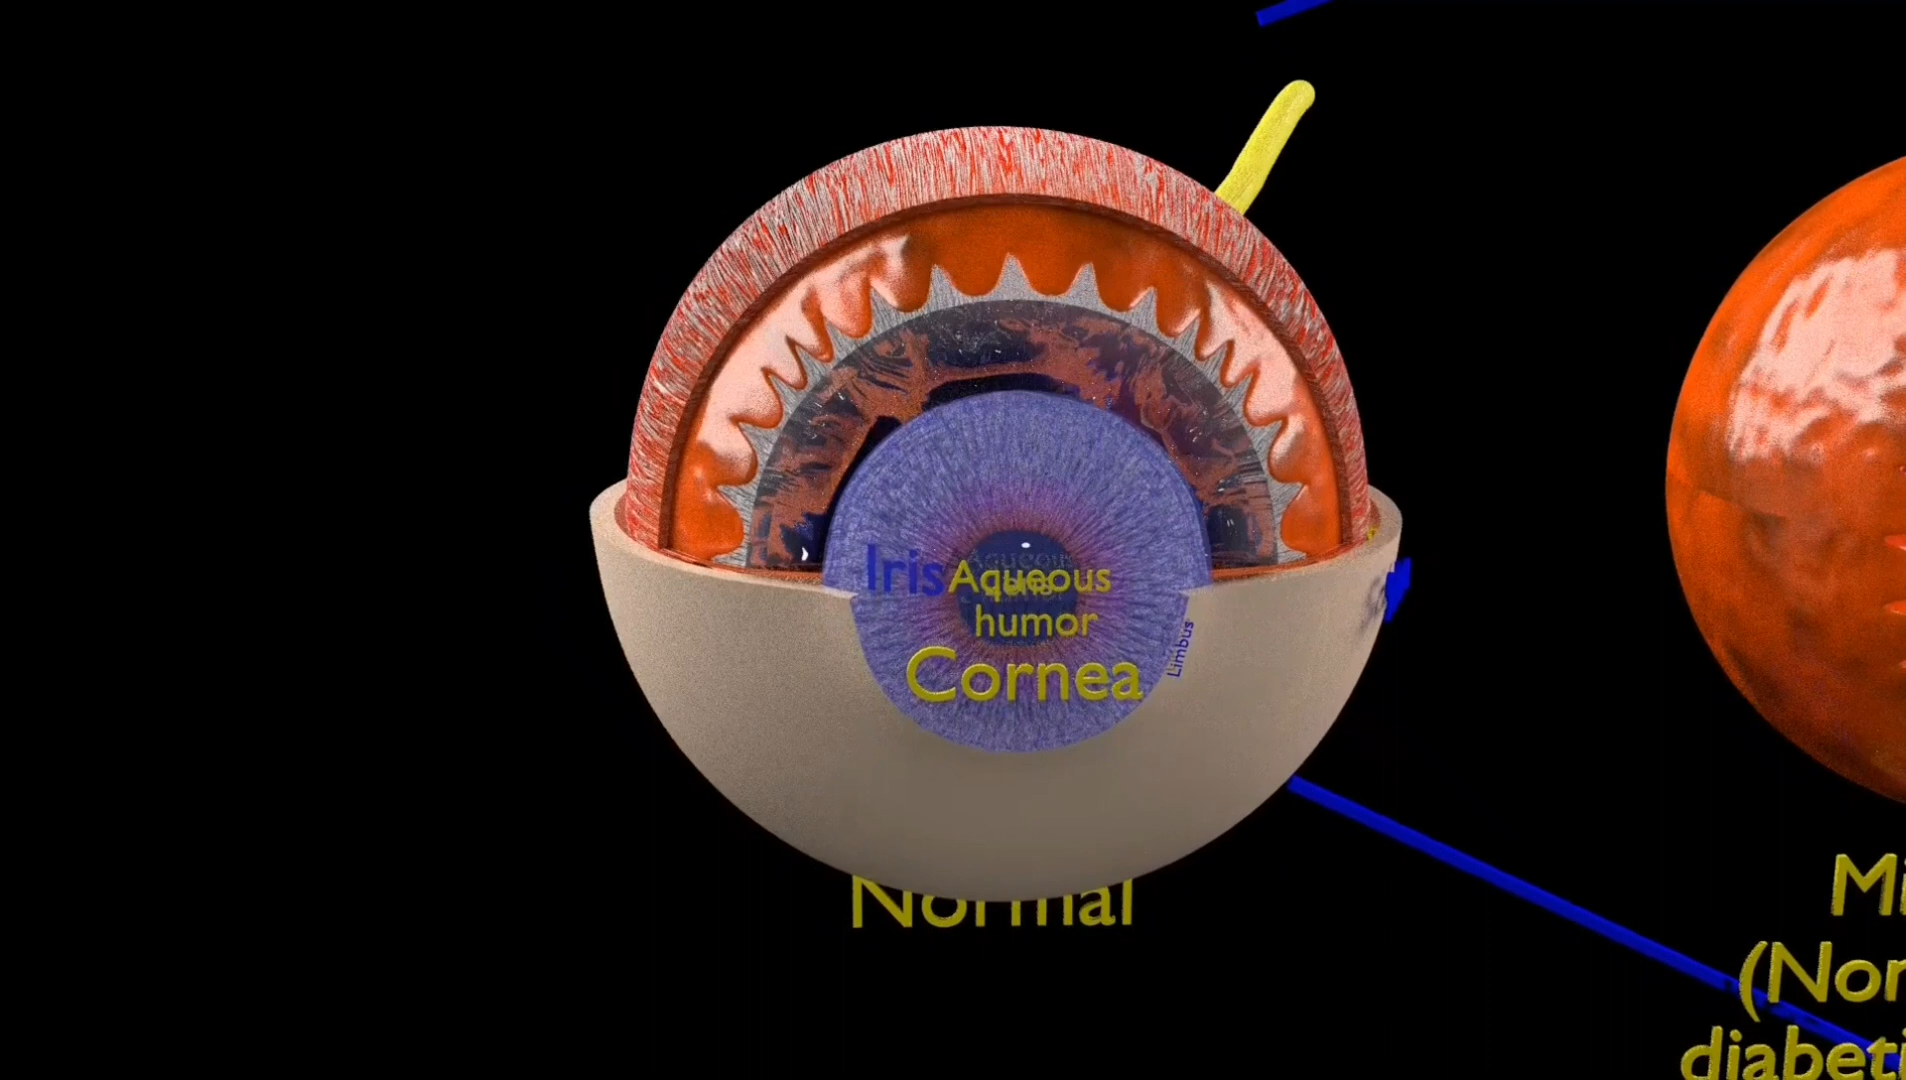 Iris
Aqueous
humor
Cornea
Limbus
Normal
Mi
(Nor
diabeti